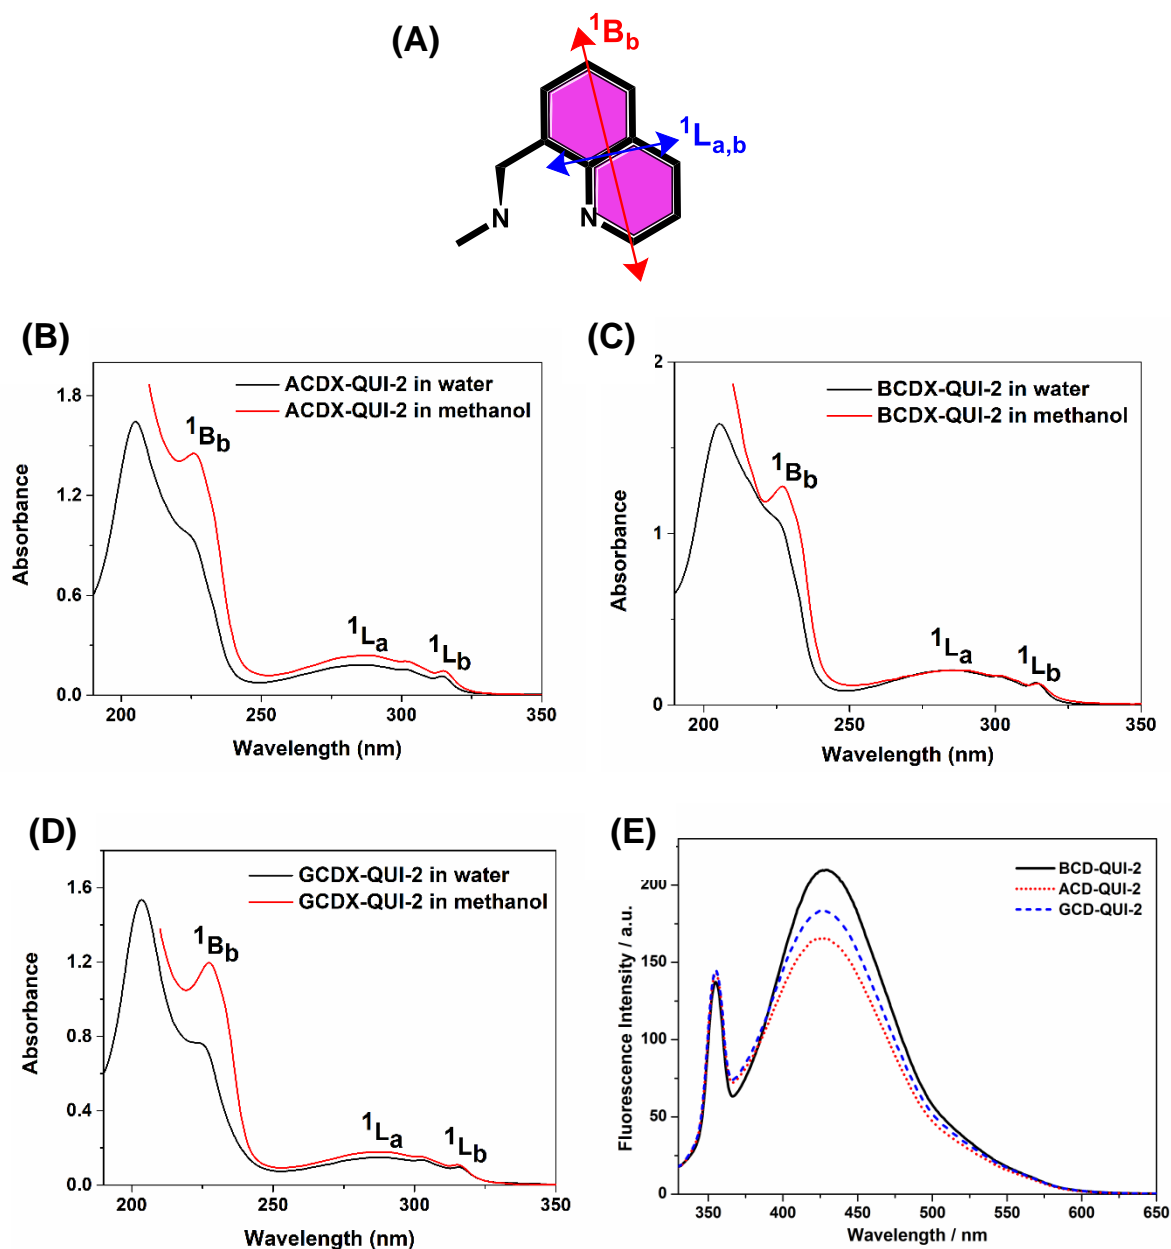 (A)
¹Bb
¹La,b
N
N
(B)
ACDX-QUI-2 in water
ACDX-QUI-2 in methanol
¹Bb
¹La
¹Lb
Absorbance
1.8
1.2
0.6
0.0
200 250 300 350
Wavelength (nm)
(C)
BCDX-QUI-2 in water
BCDX-QUI-2 in methanol
¹Bb
¹La
¹Lb
Absorbance
2
1
0
200 250 300 350
Wavelength (nm)
(D)
GCDX-QUI-2 in water
GCDX-QUI-2 in methanol
¹Bb
¹La
¹Lb
Absorbance
1.6
1.2
0.8
0.4
0.0
200 250 300 350
Wavelength (nm)
(E)
BCD-QUI-2
ACD-QUI-2
GCD-QUI-2
Fluorescence Intensity / a.u.
200
150
100
50
0
350 400 450 500 550 600 650
Wavelength / nm